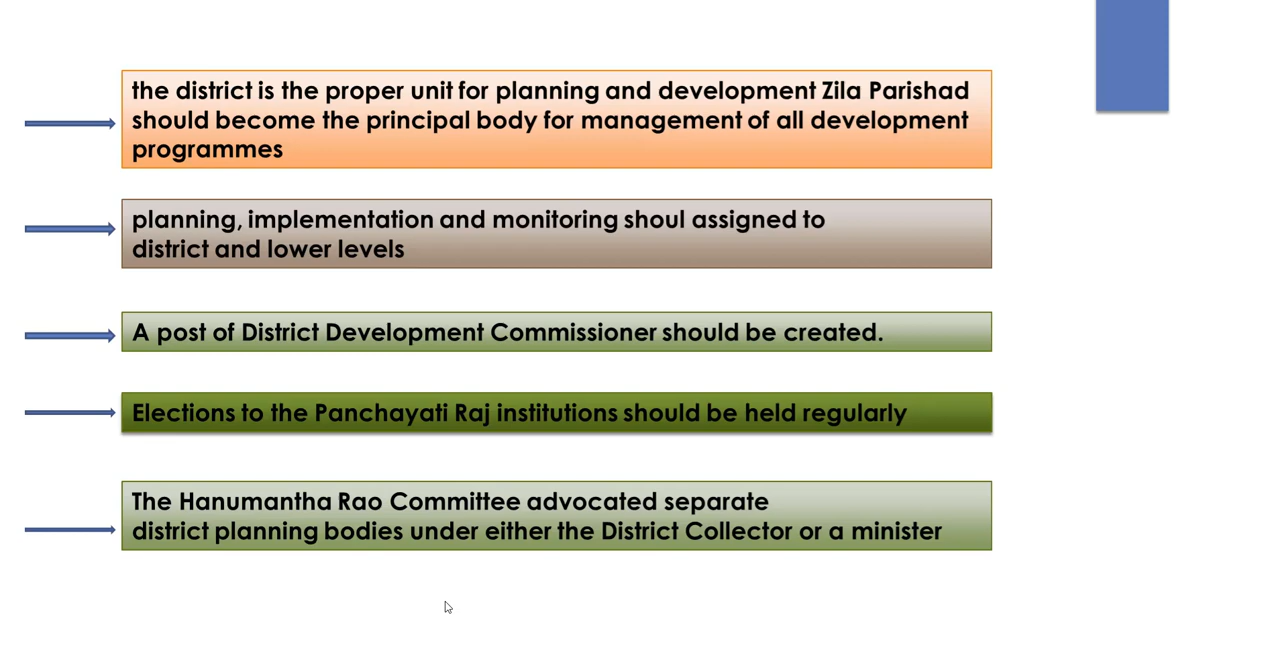 the district is the proper unit for planning and development Zila Parishad
should become the principal body for management of all development
programmes
planning, implementation and monitoring shoul assigned to
district and lower levels
A post of District Development Commissioner should be created.
Elections to the Panchayati Raj institutions should be held regularly
The Hanumantha Rao Committee advocated separate
district planning bodies under either the District Collector or a minister